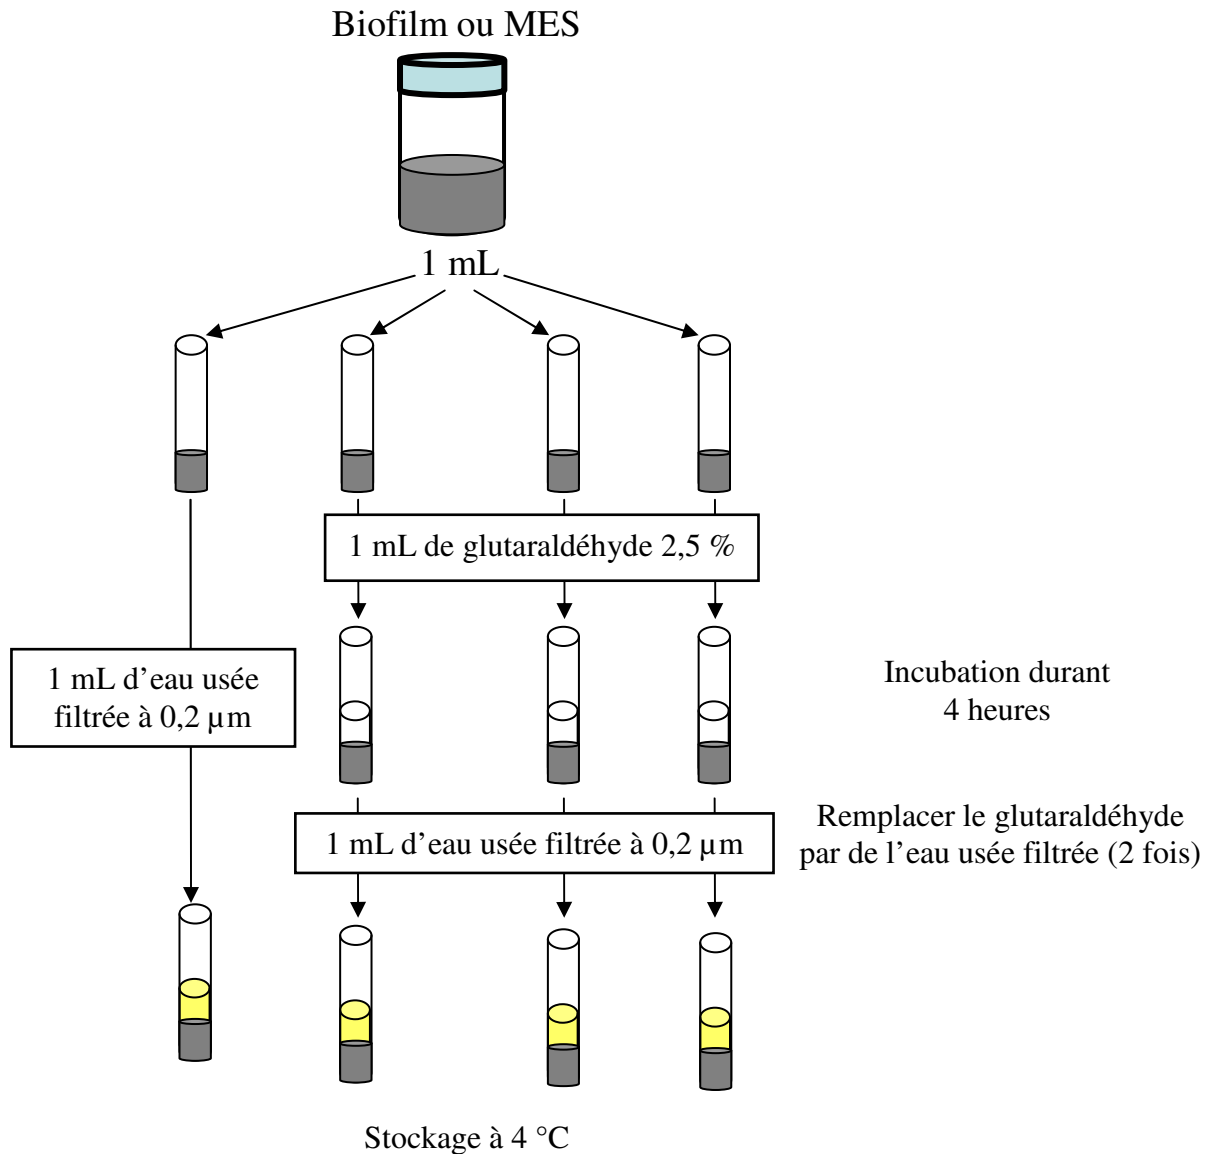 Biofilm ou MES
1 mL
1 mL de glutaraldéhyde 2,5 %
1 mL d’eau usée
filtrée à 0,2 µm
Incubation durant
4 heures
1 mL d’eau usée filtrée à 0,2 µm
Remplacer le glutaraldéhyde
par de l’eau usée filtrée (2 fois)
Stockage à 4 °C